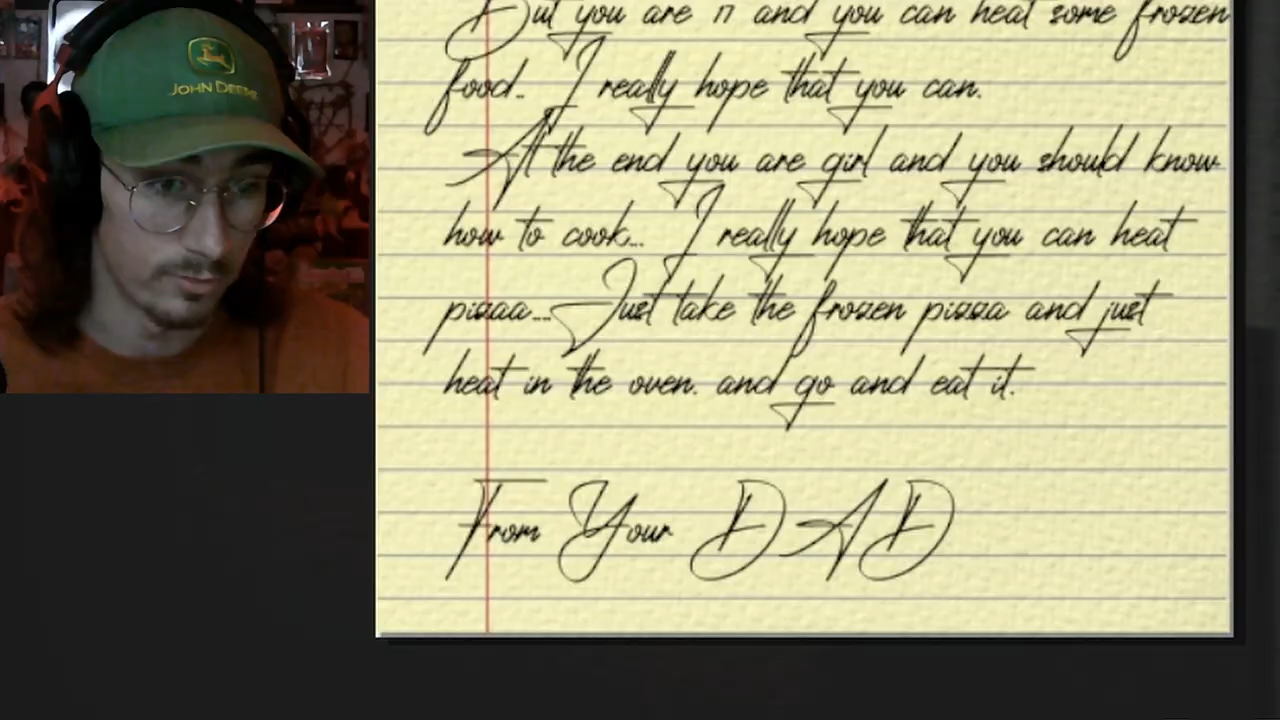 JOHN DEERE
But you are 17 and you can heat some frozen
food.. I really hope that you can.
At the end you are girl and you should know
how to cook... I really hope that you can heat
pizaa... Just take the frozen pizza and just
heat in the oven. and go and eat it.
From Your DAD